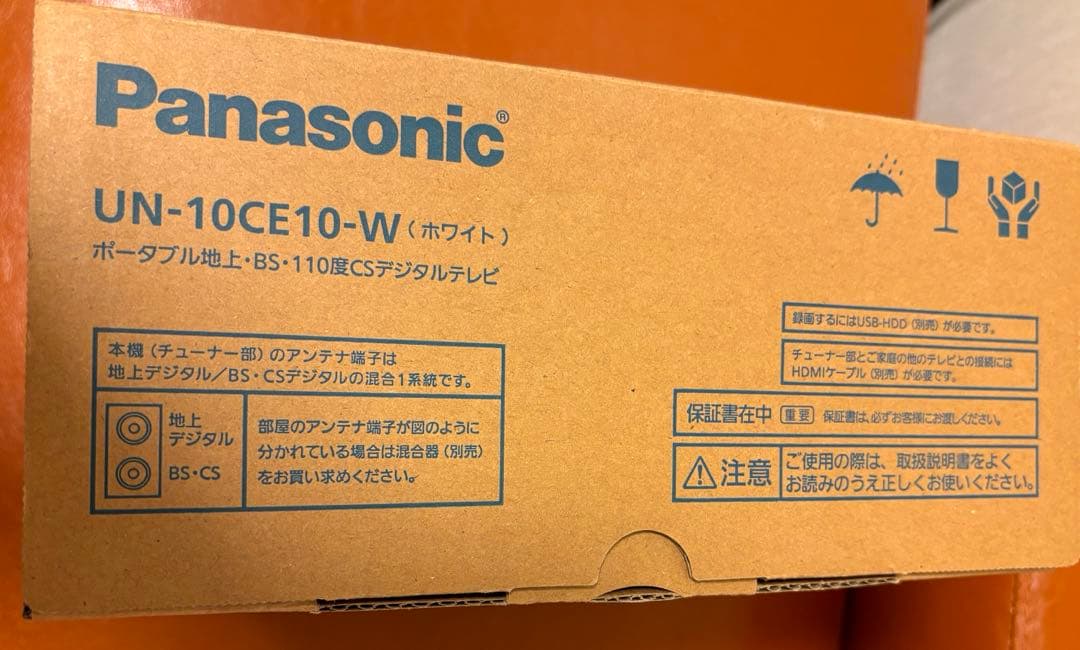 Panasonic®
UN-10CE10-W（ホワイト）
ポータブル地上・BS・110度CSデジタルテレビ
本機（チューナー部）のアンテナ端子は
地上デジタル／BS・CSデジタルの混合1系統です。
地上
デジタル
BS・CS
部屋のアンテナ端子が図のように
分かれている場合は混合器（別売）
をお買い求めください。
録画するにはUSB-HDD（別売）が必要です。
チューナー部とご家庭の他のテレビとの接続には
HDMIケーブル（別売）が必要です。
保証書在中 重要 保証書は、必ずお客様にお渡しください。
注意
ご使用の際は、取扱説明書をよく
お読みのうえ正しくお使いください。